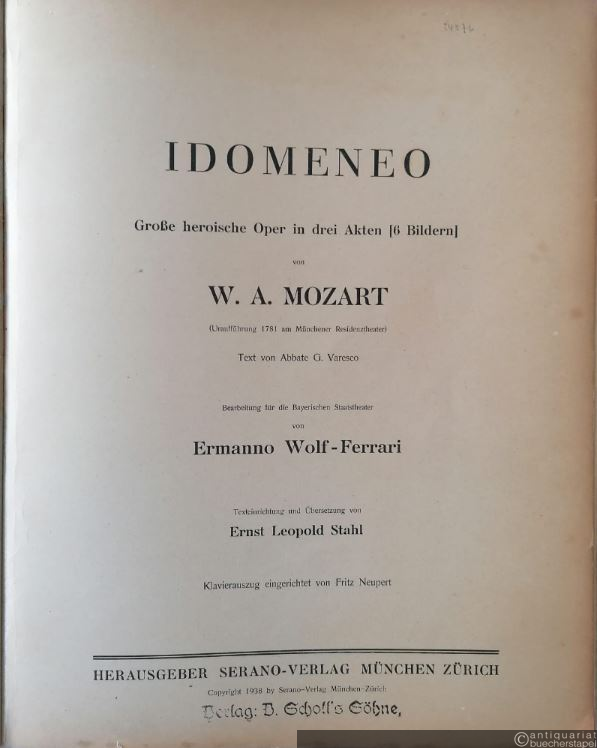 IDOMENEO
Große heroische Oper in drei Akten [6 Bildern]
von
W. A. MOZART
(Uraufführung 1781 am Münchener Residenztheater)
Text von Abbate G. Varesco
Bearbeitung für die Bayerischen Staatstheater
von
Ermanno Wolf-Ferrari
Texteinrichtung und Übersetzung von
Ernst Leopold Stahl
Klavierauszug eingerichtet von Fritz Neupert
HERAUSGEBER SERANO-VERLAG MÜNCHEN ZÜRICH
Copyright 1938 by Serano-Verlag München-Zürich
Verlag: B. Schott's Söhne,
antiquariat
buecherstapel